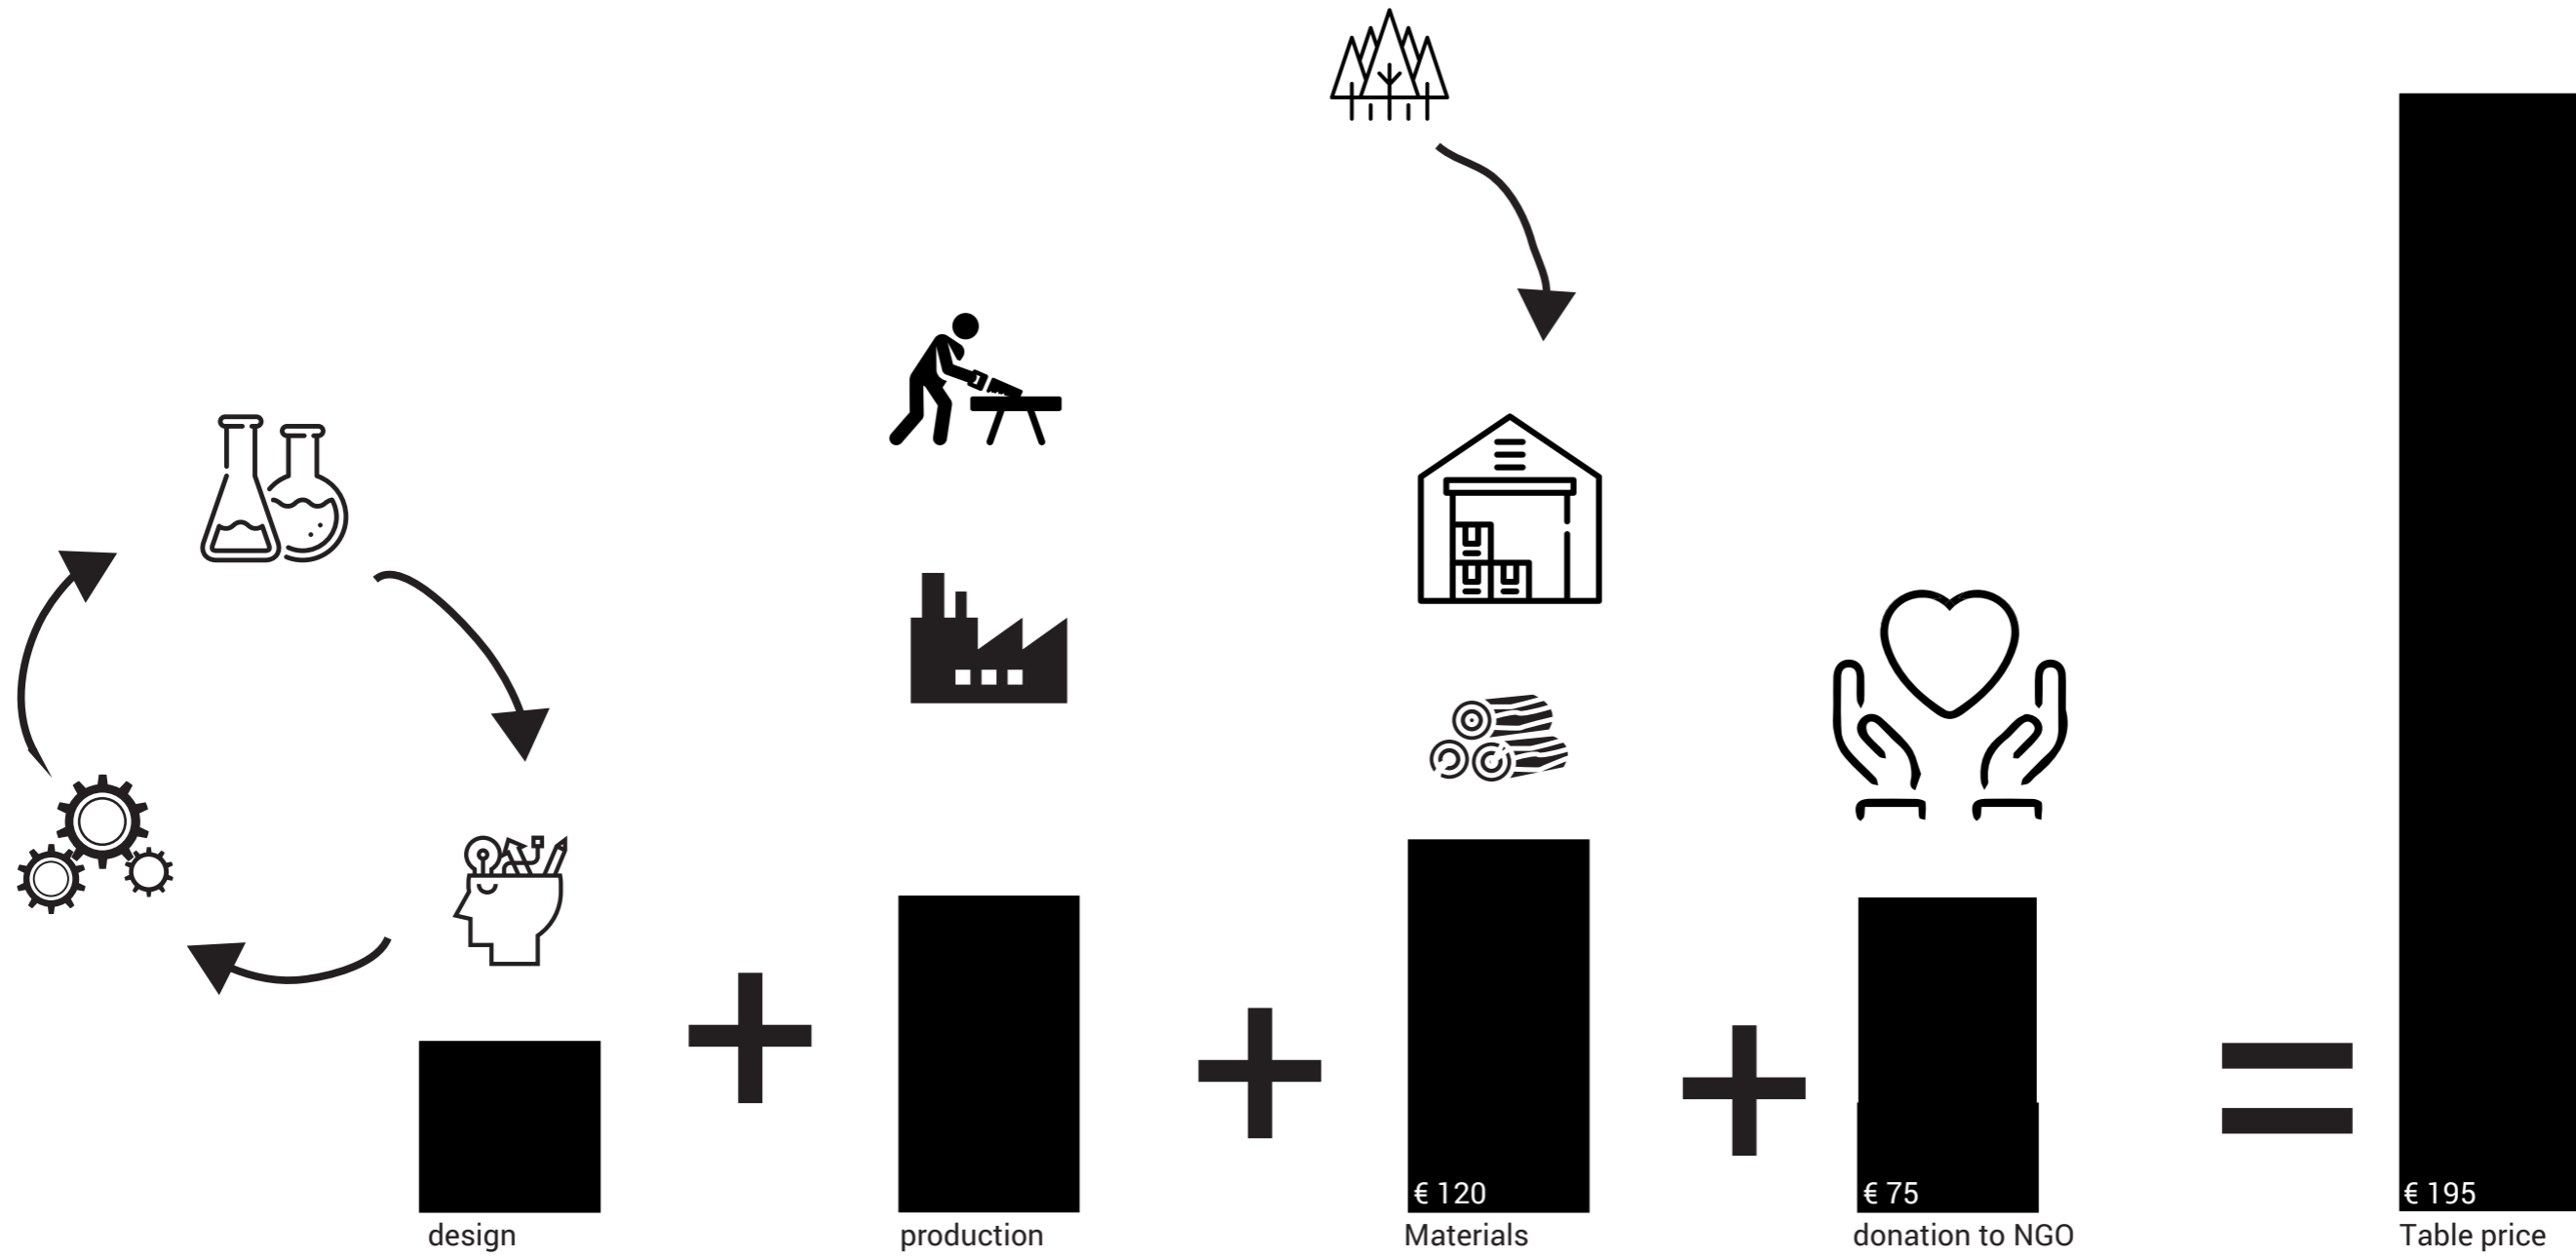 € 120
€ 75
€ 195
design
production
Materials
donation to NGO
Table price